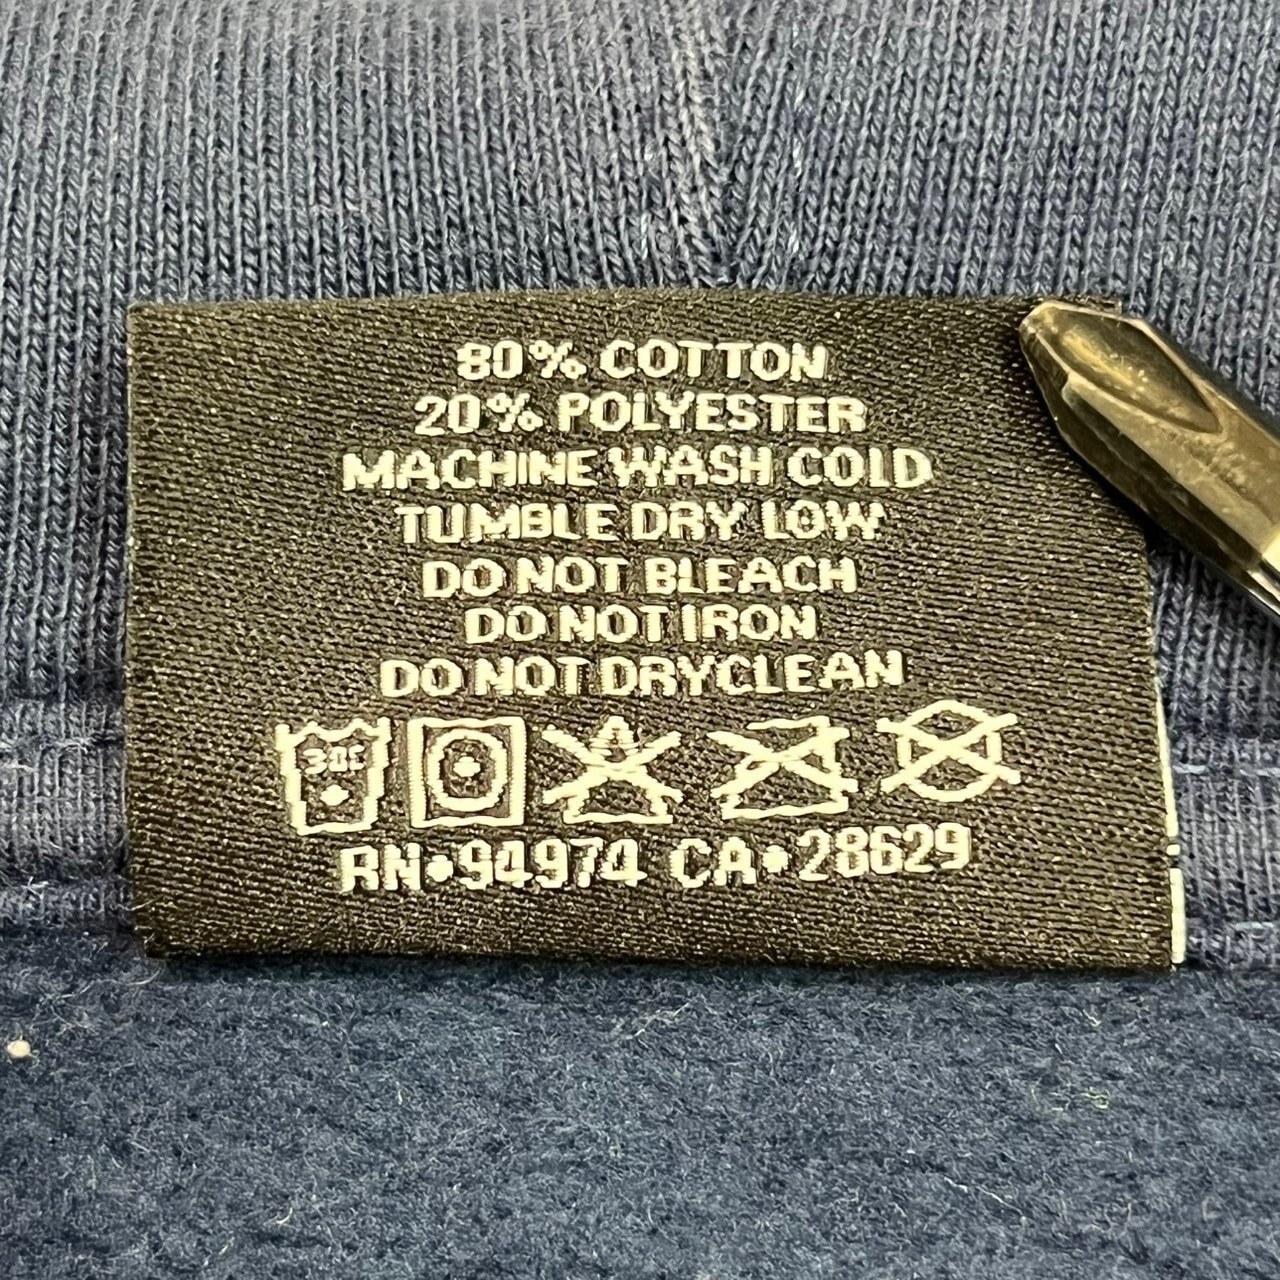 80% COTTON
20% POLYESTER
MACHINE WASH COLD
TUMBLE DRY LOW
DO NOT BLEACH
DO NOT IRON
DO NOT DRYCLEAN
30C
RN•94974 CA•28629